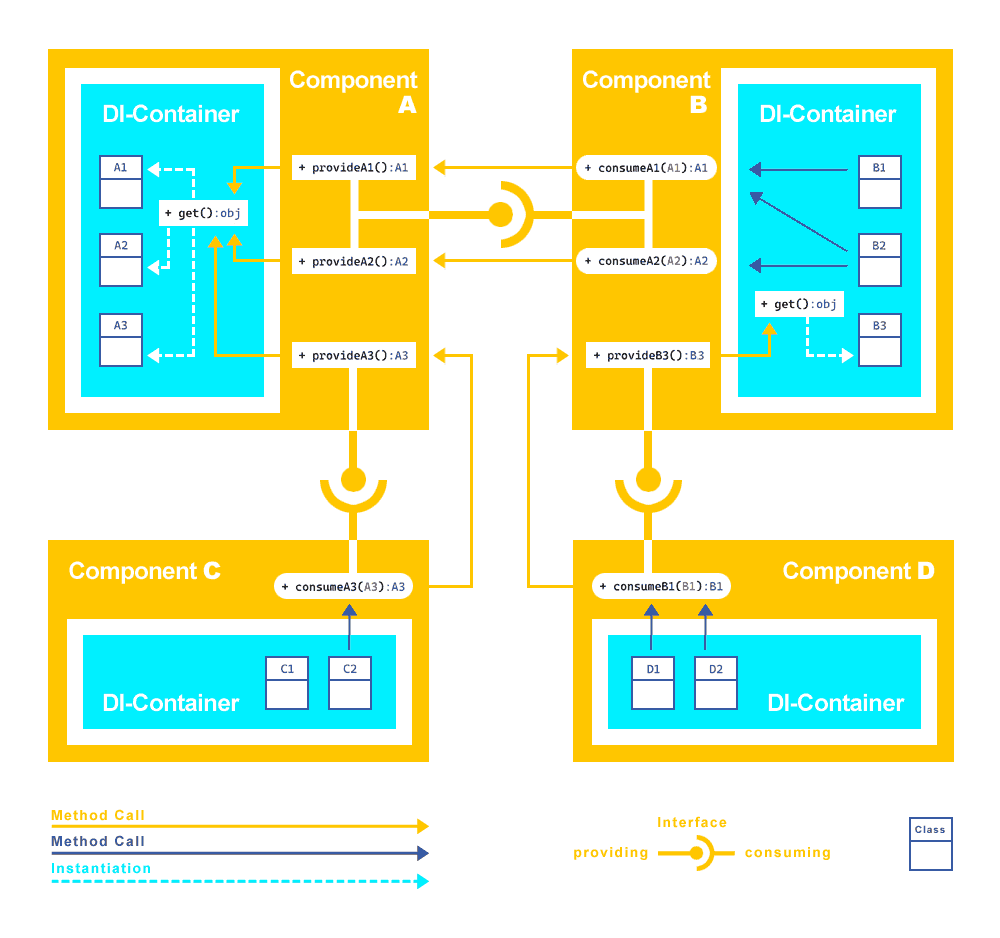 Component
A
DI-Container
A1
+ provideA1():A1
+ get():obj
A2
+ provideA2():A2
A3
+ provideA3():A3
Component
B
DI-Container
+ consumeA1(A1):A1
B1
+ consumeA2(A2):A2
B2
+ get():obj
+ provideB3():B3
B3
Component C
+ consumeA3(A3):A3
C1
C2
DI-Container
Component D
+ consumeB1(B1):B1
D1
D2
DI-Container
Method Call
Method Call
Instantiation
Interface
providing
consuming
Class